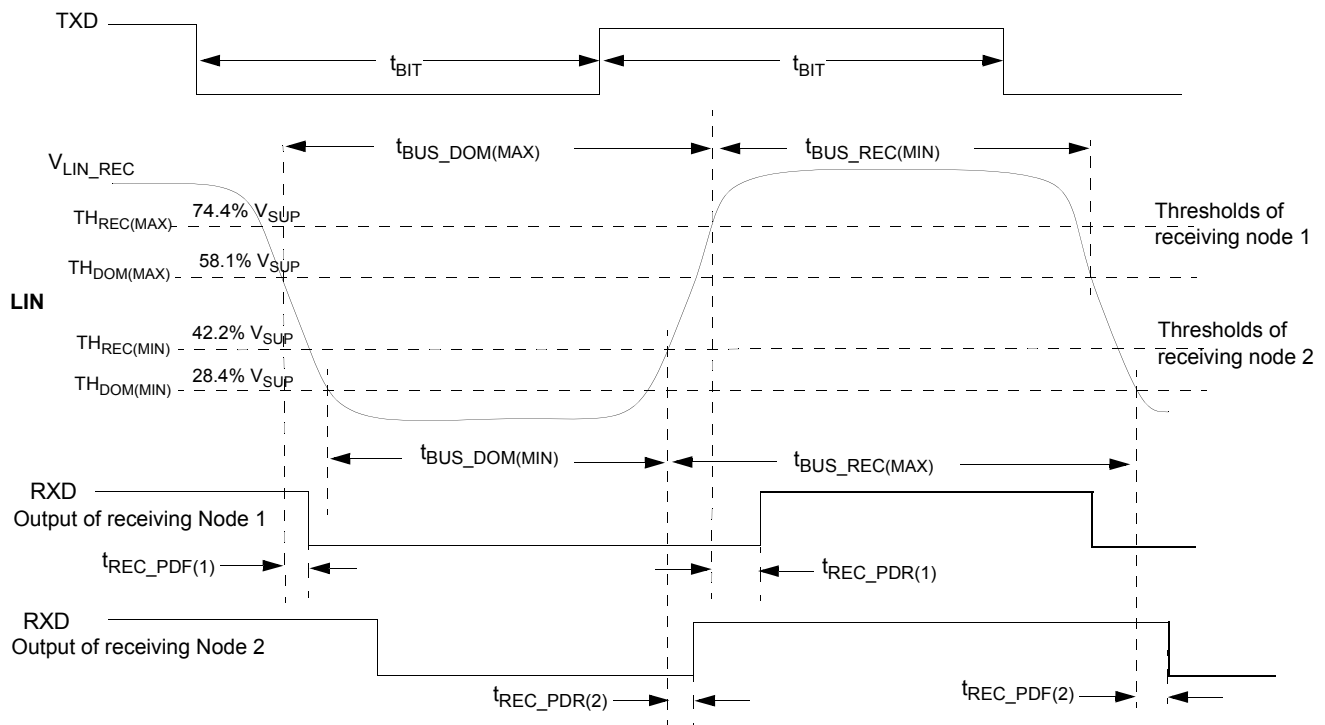 TXD
tBIT
tBIT
tBUS_DOM(MAX)
tBUS_REC(MIN)
VLIN_REC
THREC(MAX)
74.4% VSUP
Thresholds of
receiving node 1
THDOM(MAX)
58.1% VSUP
LIN
THREC(MIN)
42.2% VSUP
Thresholds of
receiving node 2
THDOM(MIN)
28.4% VSUP
tBUS_DOM(MIN)
tBUS_REC(MAX)
RXD
Output of receiving Node 1
tREC_PDF(1)
tREC_PDR(1)
RXD
Output of receiving Node 2
tREC_PDR(2)
tREC_PDF(2)